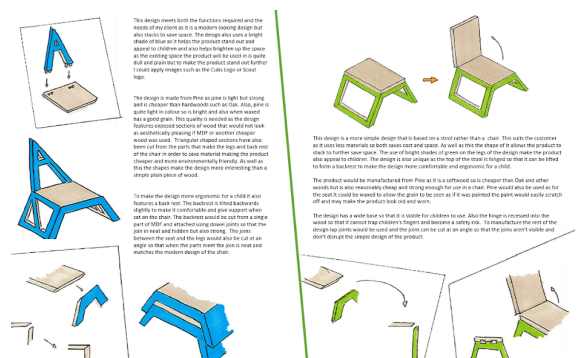 This design meets both the functions required and the
needs of my client as it is a modern looking design but
also stacks to save space. The design also uses a bright
shade of blue as it helps the product stand out and
appeal to children and also helps brighten up the space
as the existing space the product will be used in is quite
dull and plain but to make the product stand out further
I could apply images such as the Cubs Logo or Scout
logo.
The design is made from Pine as pine is light but strong
and is cheaper than hardwoods such as Oak. Also, pine is
quite light in colour so is bright and also when waxed
has a good grain. This quality is needed as the design
features exposed sections of wood that would not look
as aesthetically pleasing if MDF or another cheaper
wood was used. Triangular shaped sections have also
been cut from the parts that make the legs and back rest
of the chair in order to save material making the product
cheaper and more environmentally friendly. As well as
this the shapes make the design more interesting than a
simple plain piece of wood.
To make the design more ergonomic for a child it also
features a back rest. The backrest is tilted backwards
slightly to make it comfortable and give support when
sat on the chair. The backrest would be cut from a single
part of MDF and attached using dowel joints so that the
join in neat and hidden but also strong. The joins
between the seat and the legs would also be cut at an
angle so that when the parts meet the join is neat and
matches the modern design of the chair.
This design is a more simple design that is based on a stool rather than a chair. This suits the customer
as it uses less materials so both saves cost and space. As well as this the shape of it allows the product to
stack to further save space. The use of bright shades of green on the legs of the design make the product
also appeal to children. The design is also unique as the top of the stool is hinged so that it can be lifted
to form a backrest to make the design more comfortable and ergonomic for a child.
The product would be manufactured from Pine as it is a softwood so is cheaper than Oak and other
woods but is also reasonably cheap and strong enough for use in a chair. Pine would also be used as for
the seat it could be waxed to allow the grain to be seen as if it was painted the paint would easily scratch
off and may make the product look old and worn.
The design has a wide base so that it is stable for children to use. Also the hinge is recessed into the
wood so that it cannot trap children's fingers and become a safety risk. To manufacture the rest of the
design lap joints would be used and the joint can be cut at an angle so that the joins aren't visible and
don't disrupt the simple design of the product.